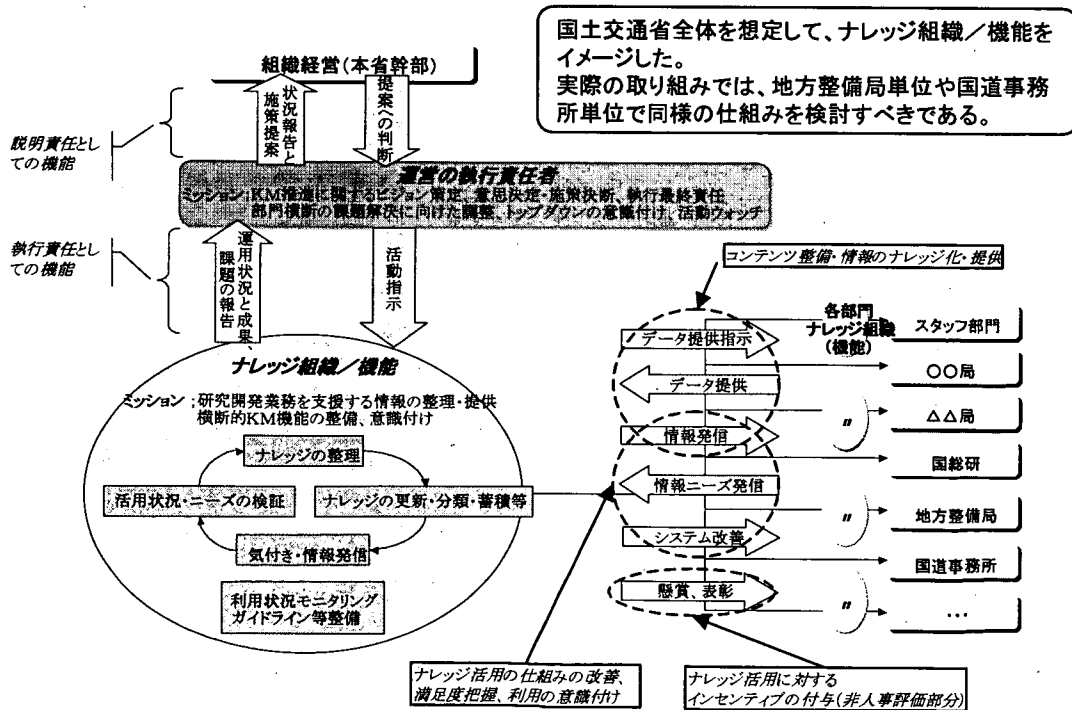 国土交通省全体を想定して、ナレッジ組織／機能を
イメージした。
実際の取り組みでは、地方整備局単位や国道事務
所単位で同様の仕組みを検討すべきである。
組織経営(本省幹部)
状況報告と
施策提案
提案への判断
説明責任とし
ての機能
運営の執行責任者
ミッション；KM推進に関するビジョン策定、意思決定・施策決断、執行最終責任
部門横断の課題解決に向けた調整、トップダウンの意識付け、活動ウォッチ
執行責任とし
ての機能
運用状況と成果、
課題の報告
活動指示
ナレッジ組織／機能
ミッション；研究開発業務を支援する情報の整理・提供
横断的KM機能の整備、意識付け
ナレッジの整理
活用状況・ニーズの検証
ナレッジの更新・分類・蓄積等
気付き・情報発信
利用状況モニタリング
ガイドライン等整備
コンテンツ整備・情報のナレッジ化・提供
各部門
ナレッジ組織
(機能)
データ提供指示
データ提供
情報発信
情報ニーズ発信
システム改善
懸賞、表彰
〃
〃
〃
スタッフ部門
○○局
△△局
国総研
地方整備局
国道事務所
…
ナレッジ活用の仕組みの改善、
満足度把握、利用の意識付け
ナレッジ活用に対する
インセンティブの付与(非人事評価部分)